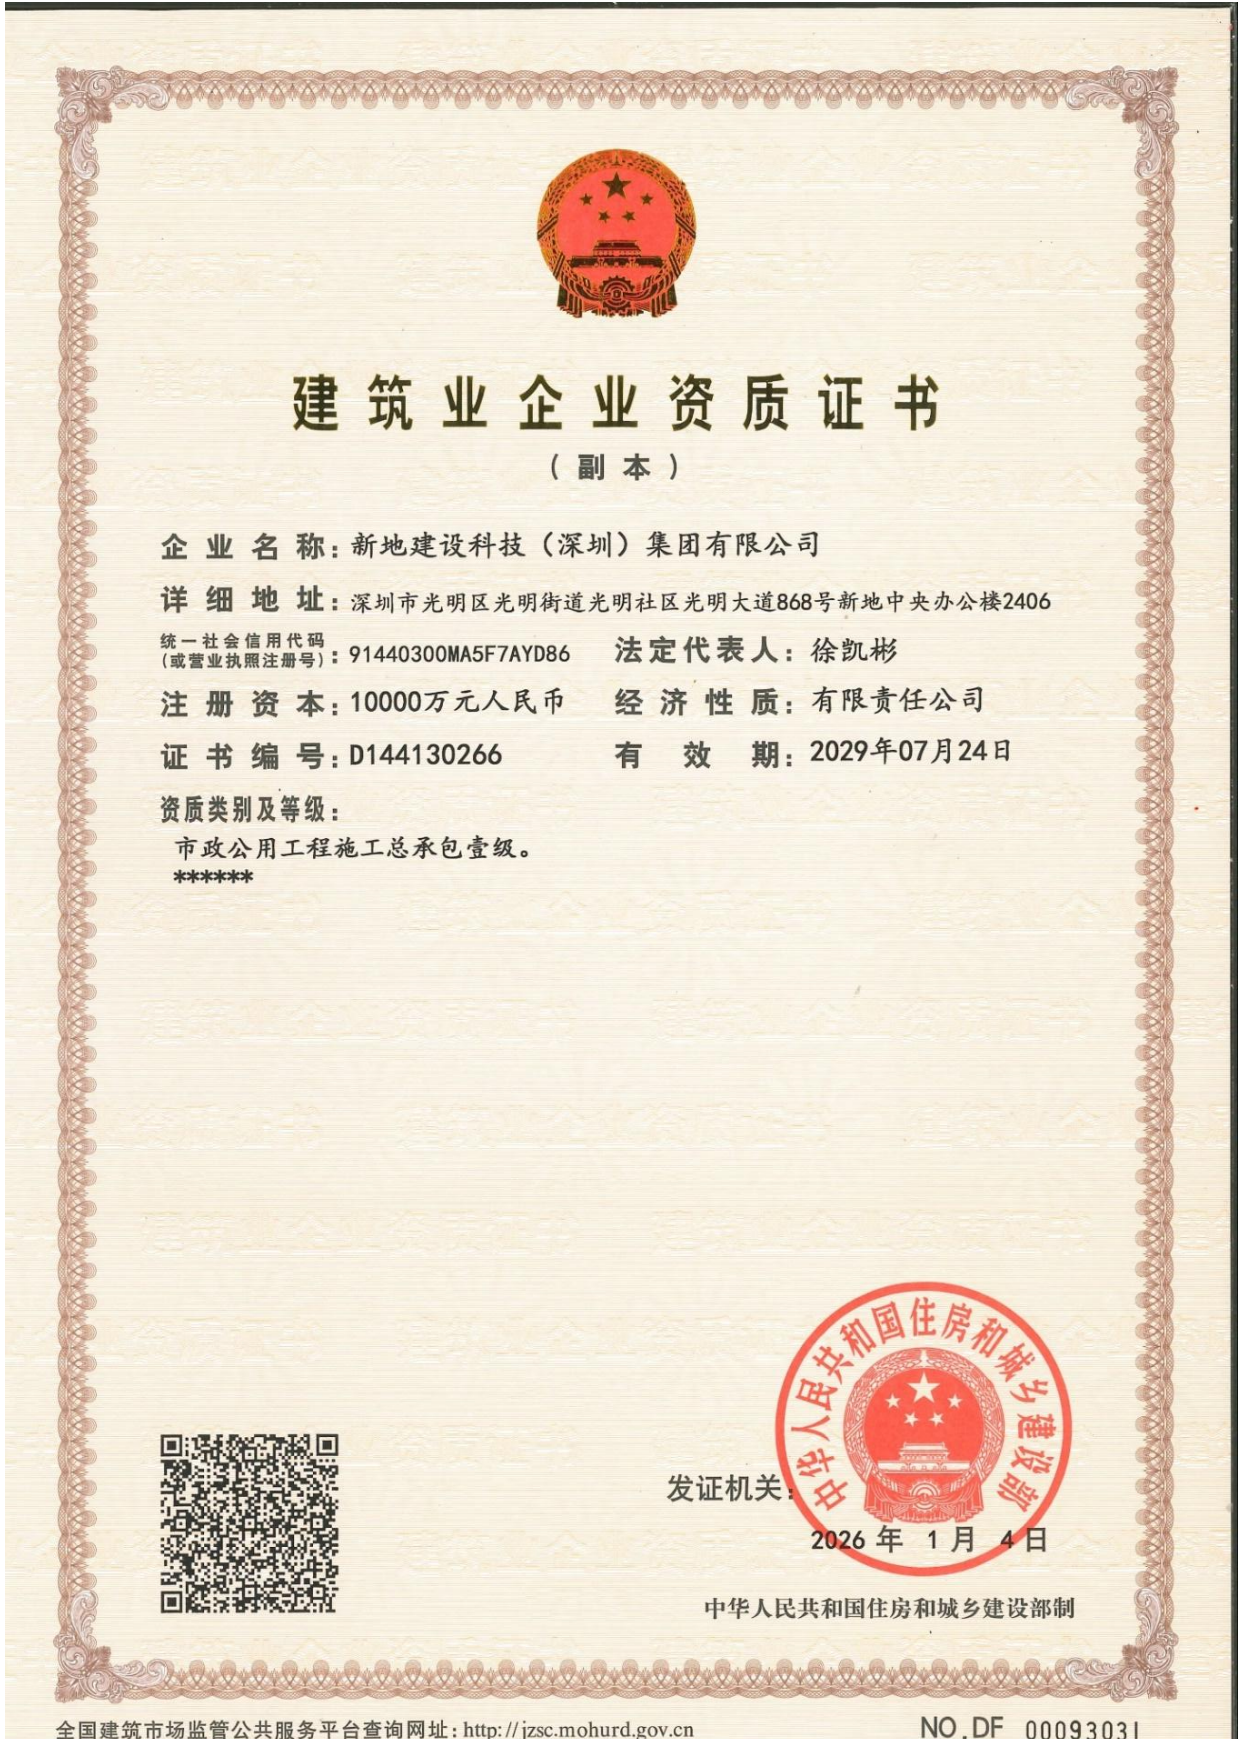 建筑业企业资质证书
（副本）
企业名称：新地建设科技（深圳）集团有限公司
详细地址：深圳市光明区光明街道光明社区光明大道868号新地中央办公楼2406
统一社会信用代码
(或营业执照注册号)：91440300MA5F7AYD86 法定代表人：徐凯彬
注册资本：10000万元人民币 经济性质：有限责任公司
证书编号：D144130266 有效期：2029年07月24日
资质类别及等级：
市政公用工程施工总承包壹级。
******
中华人民共和国住房和城乡建设部
发证机关：
2026年 1月 4日
中华人民共和国住房和城乡建设部制
全国建筑市场监管公共服务平台查询网址：http://jzsc.mohurd.gov.cn
NO.DF 00093031